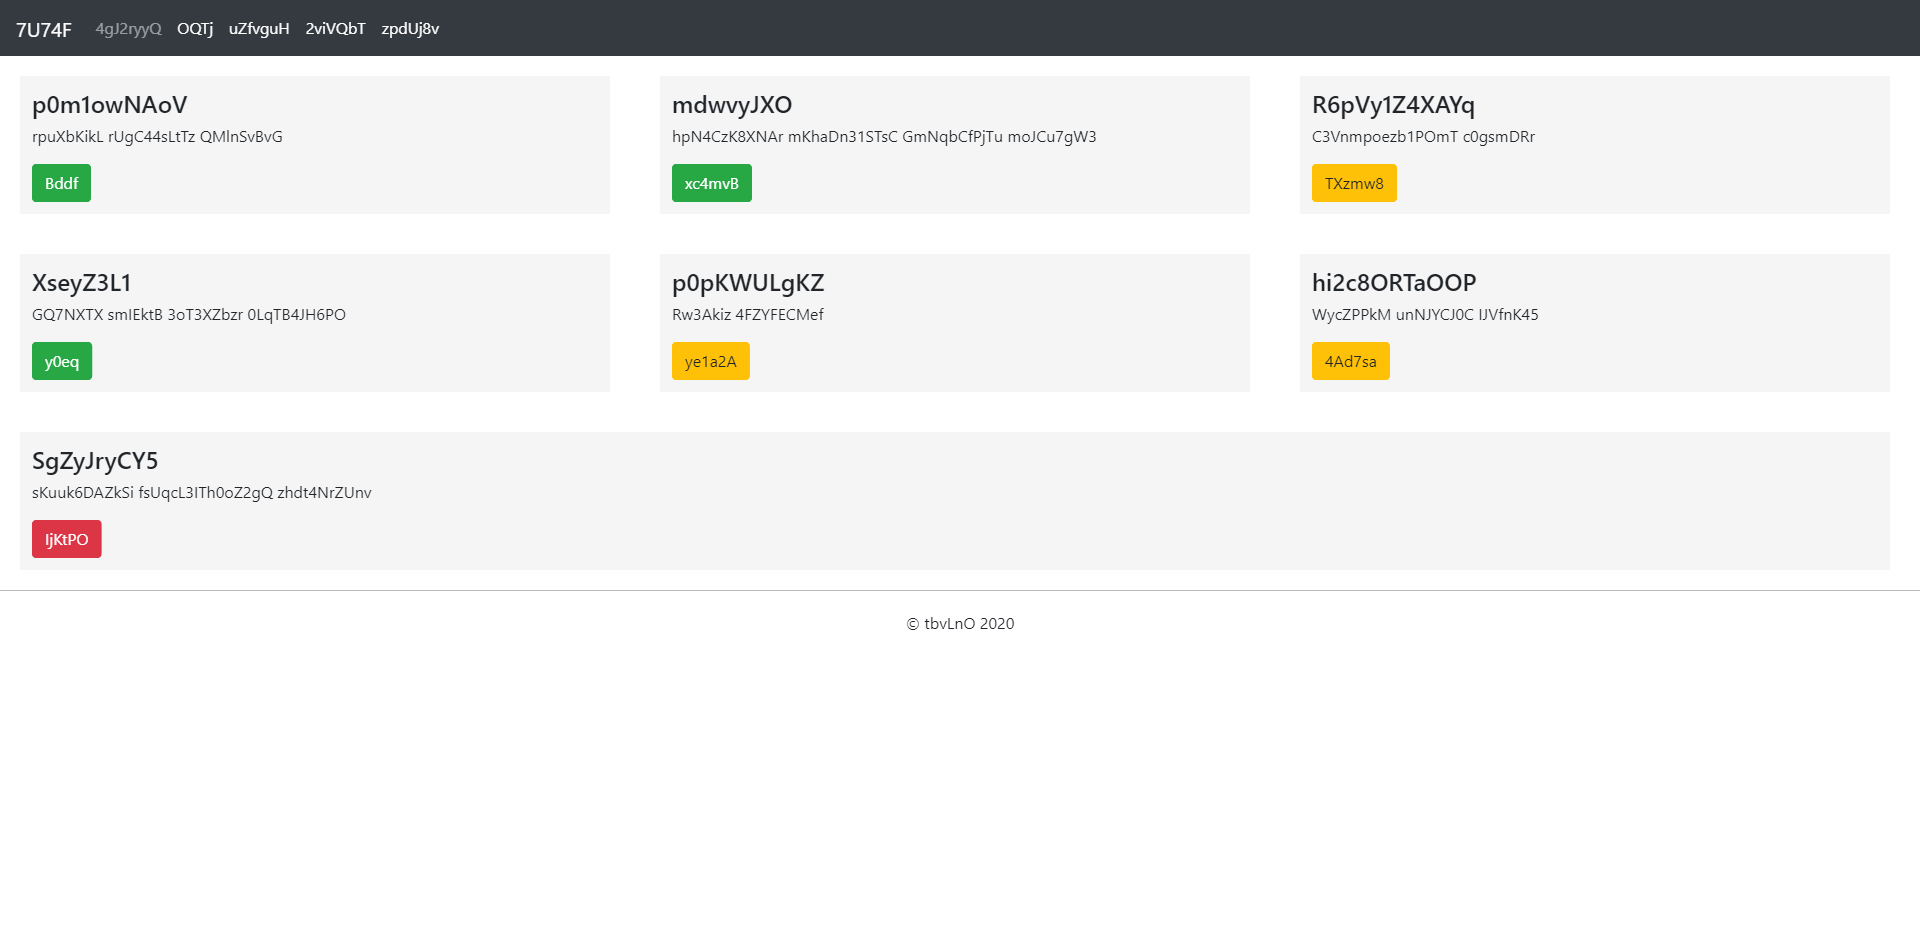 7U74F 4gJ2ryyQ OQTj uZfvguH 2viVQbT zpdUj8v
p0m1owNAoV
rpuXbKikL rUgC44sLtTz QMlnSvBvG
Bddf
mdwvyJXO
hpN4CzK8XNAr mKhaDn31STsC GmNqbCfPjTu moJCu7gW3
xc4mvB
R6pVy1Z4XAYq
C3Vnmpoezb1POmT c0gsmDRr
TXzmw8
XseyZ3L1
GQ7NXTX smIEktB 3oT3XZbzr 0LqTB4JH6PO
y0eq
p0pKWULgKZ
Rw3Akiz 4FZYFECMef
ye1a2A
hi2c8ORTaOOP
WycZPPkM unNJYCJ0C IJVfnK45
4Ad7sa
SgZyJryCY5
sKuuk6DAZkSi fsUqcL3ITh0oZ2gQ zhdt4NrZUnv
IjKtPO
© tbvLnO 2020